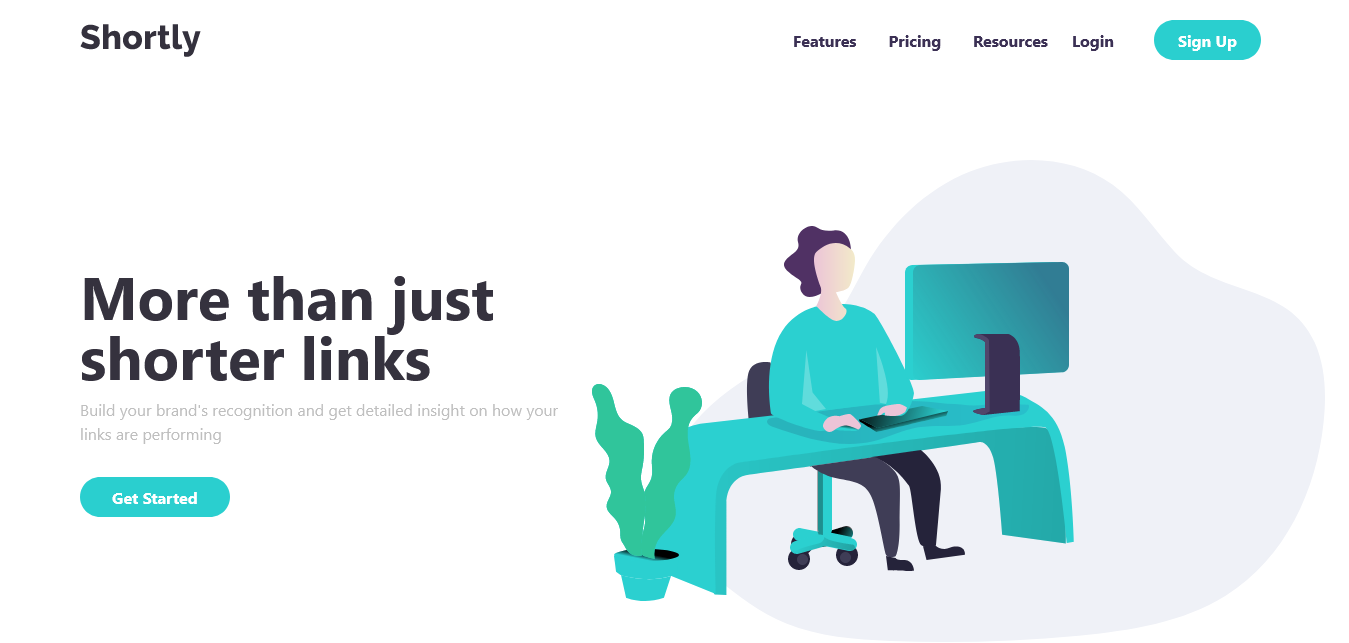 Shortly
Features Pricing Resources Login Sign Up
More than just
shorter links
Build your brand's recognition and get detailed insight on how your
links are performing
Get Started